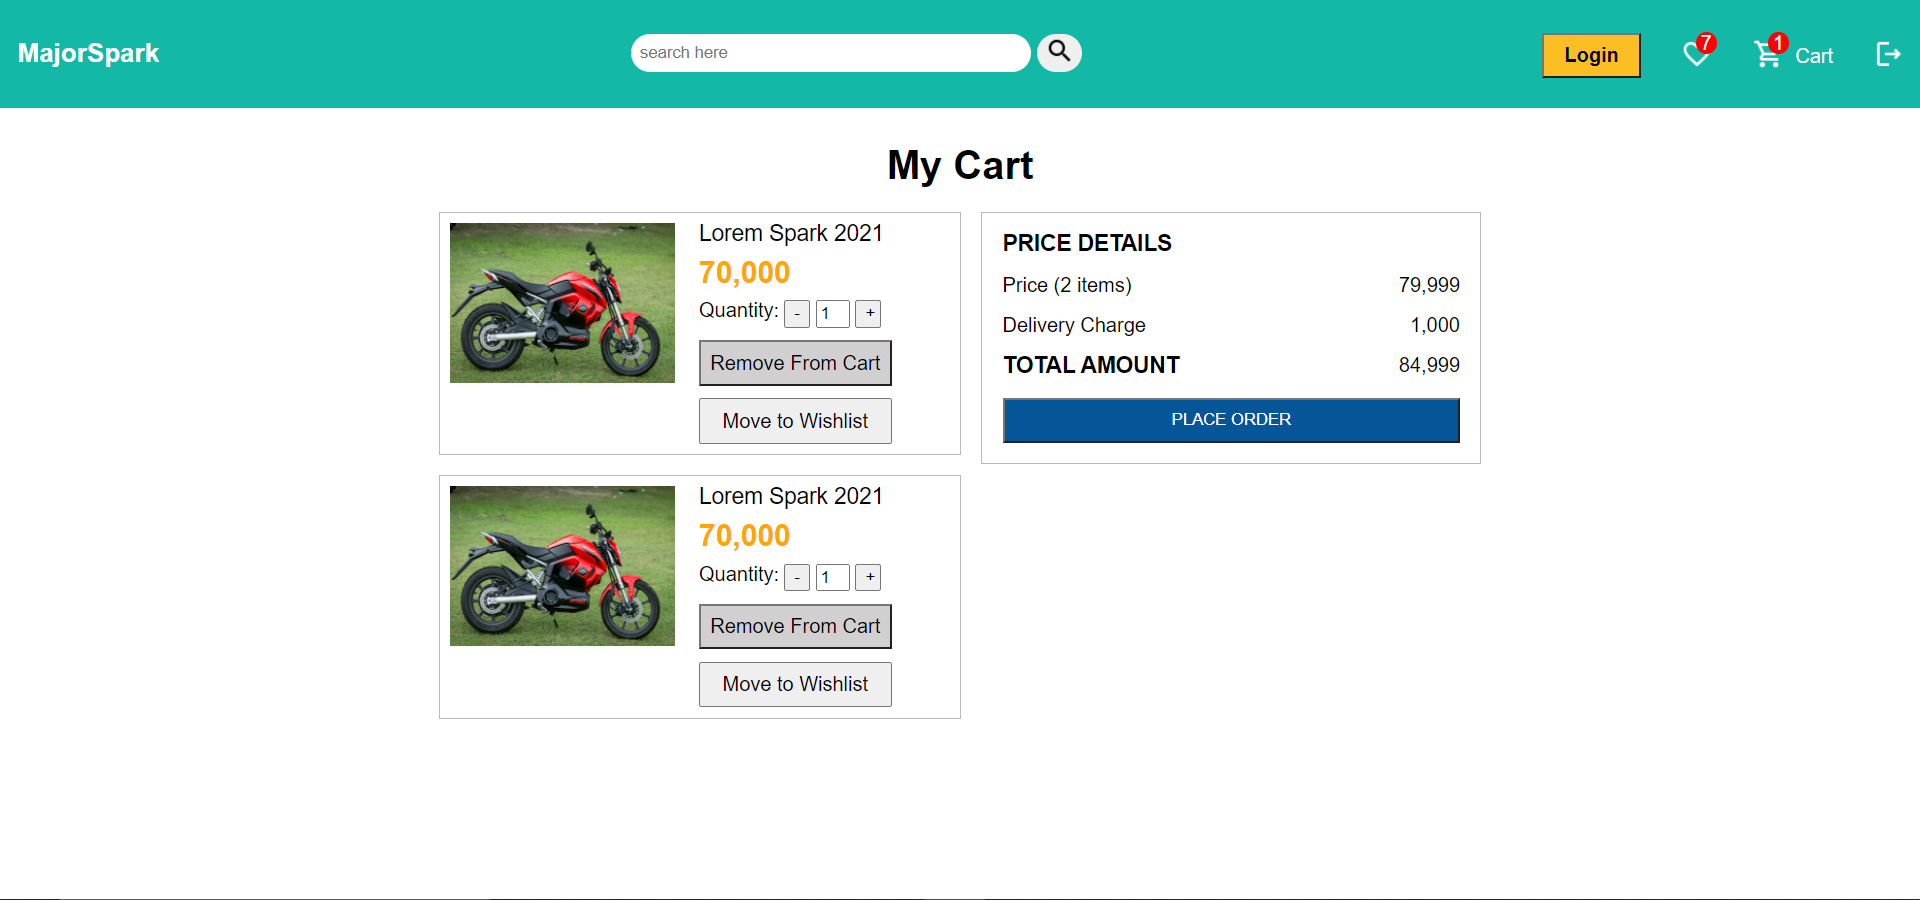 MajorSpark
search here
Login
7
1
Cart
My Cart
Lorem Spark 2021
70,000
Quantity: - 1 +
Remove From Cart
Move to Wishlist
Lorem Spark 2021
70,000
Quantity: - 1 +
Remove From Cart
Move to Wishlist
PRICE DETAILS
Price (2 items) 79,999
Delivery Charge 1,000
TOTAL AMOUNT 84,999
PLACE ORDER